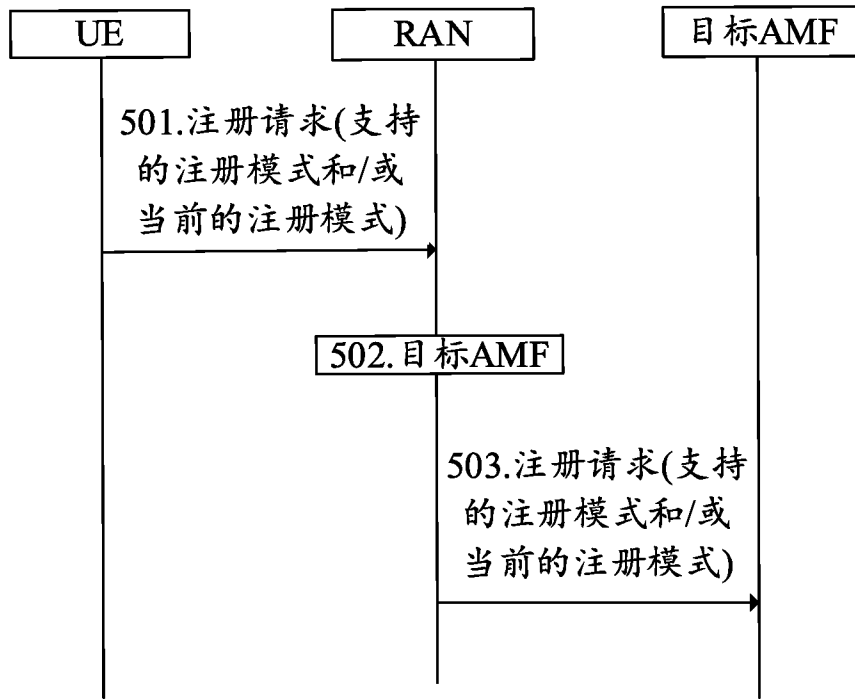 UE
RAN
目标AMF
501.注册请求(支持
的注册模式和/或
当前的注册模式)
502.目标AMF
503.注册请求(支持
的注册模式和/或
当前的注册模式)